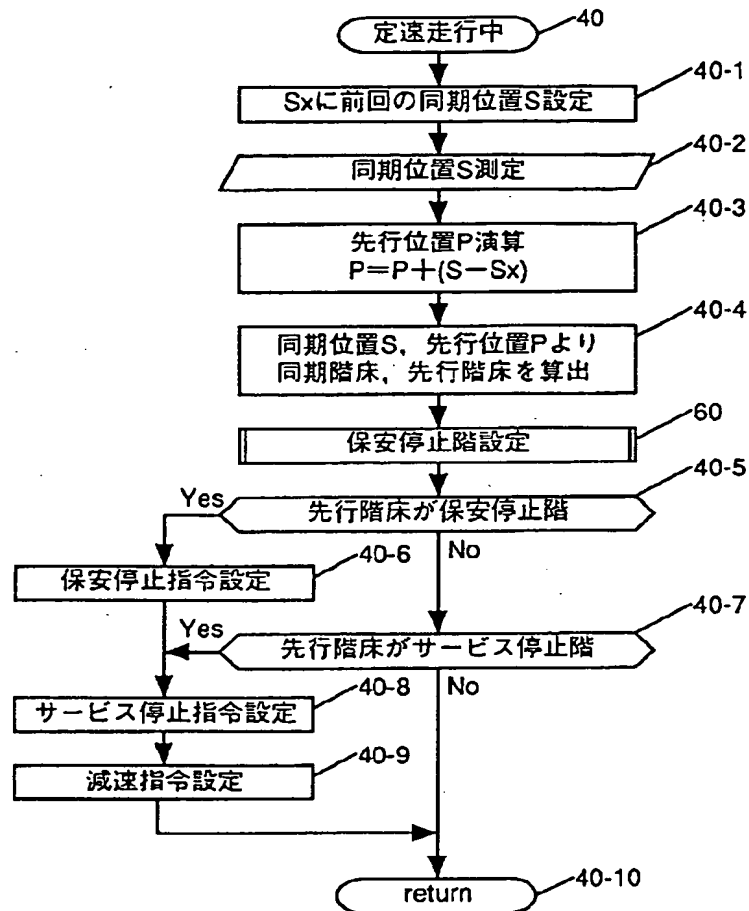 定速走行中
40
40-1
Sxに前回の同期位置S設定
40-2
同期位置S測定
40-3
先行位置P演算
P=P+(S-Sx)
40-4
同期位置S，先行位置Pより
同期階床，先行階床を算出
60
保安停止階設定
40-5
Yes
先行階床が保安停止階
No
40-6
保安停止指令設定
40-7
Yes
先行階床がサービス停止階
No
40-8
サービス停止指令設定
40-9
減速指令設定
return
40-10